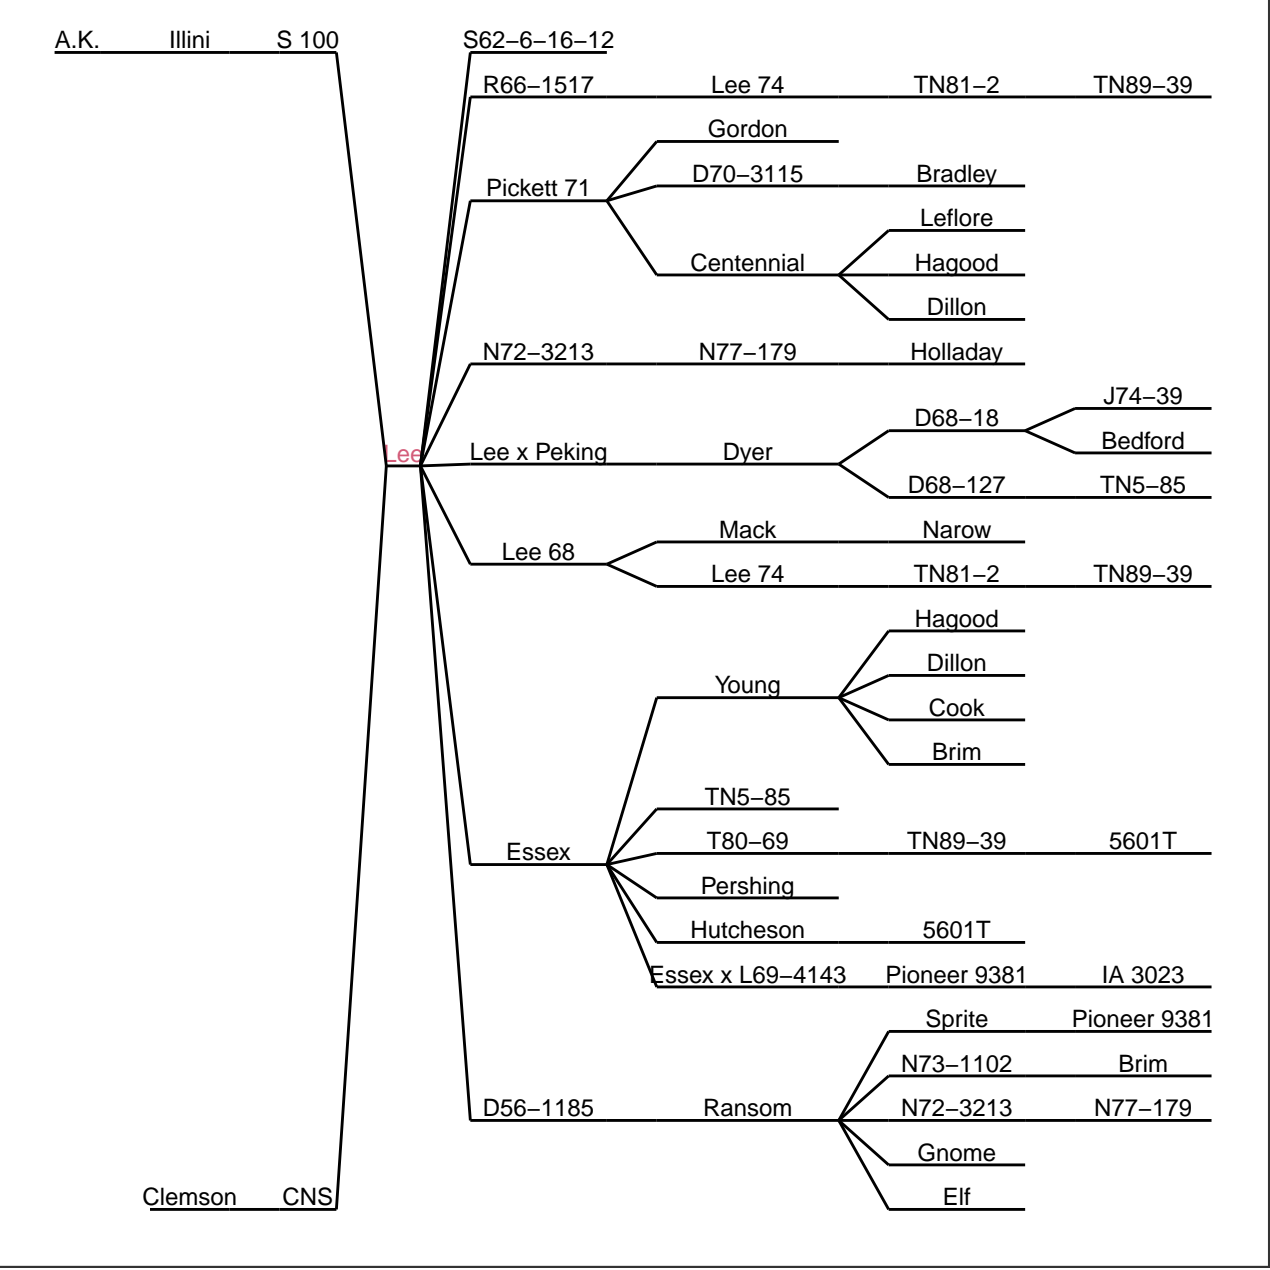 A.K. Illini S 100 S62−6−16−12
R66−1517 Lee 74 TN81−2 TN89−39
Gordon
D70−3115 Bradley
Pickett 71
Leflore
Centennial Hagood
Dillon
N72−3213 N77−179 Holladay
J74−39
D68−18
Bedford
Lee Lee x Peking Dyer
D68−127 TN5−85
Mack Narow
Lee 68
Lee 74 TN81−2 TN89−39
Hagood
Dillon
Young
Cook
Brim
TN5−85
T80−69 TN89−39 5601T
Essex
Pershing
Hutcheson 5601T
Essex x L69−4143 Pioneer 9381 IA 3023
Sprite Pioneer 9381
N73−1102 Brim
D56−1185 Ransom N72−3213 N77−179
Gnome
Clemson CNS Elf